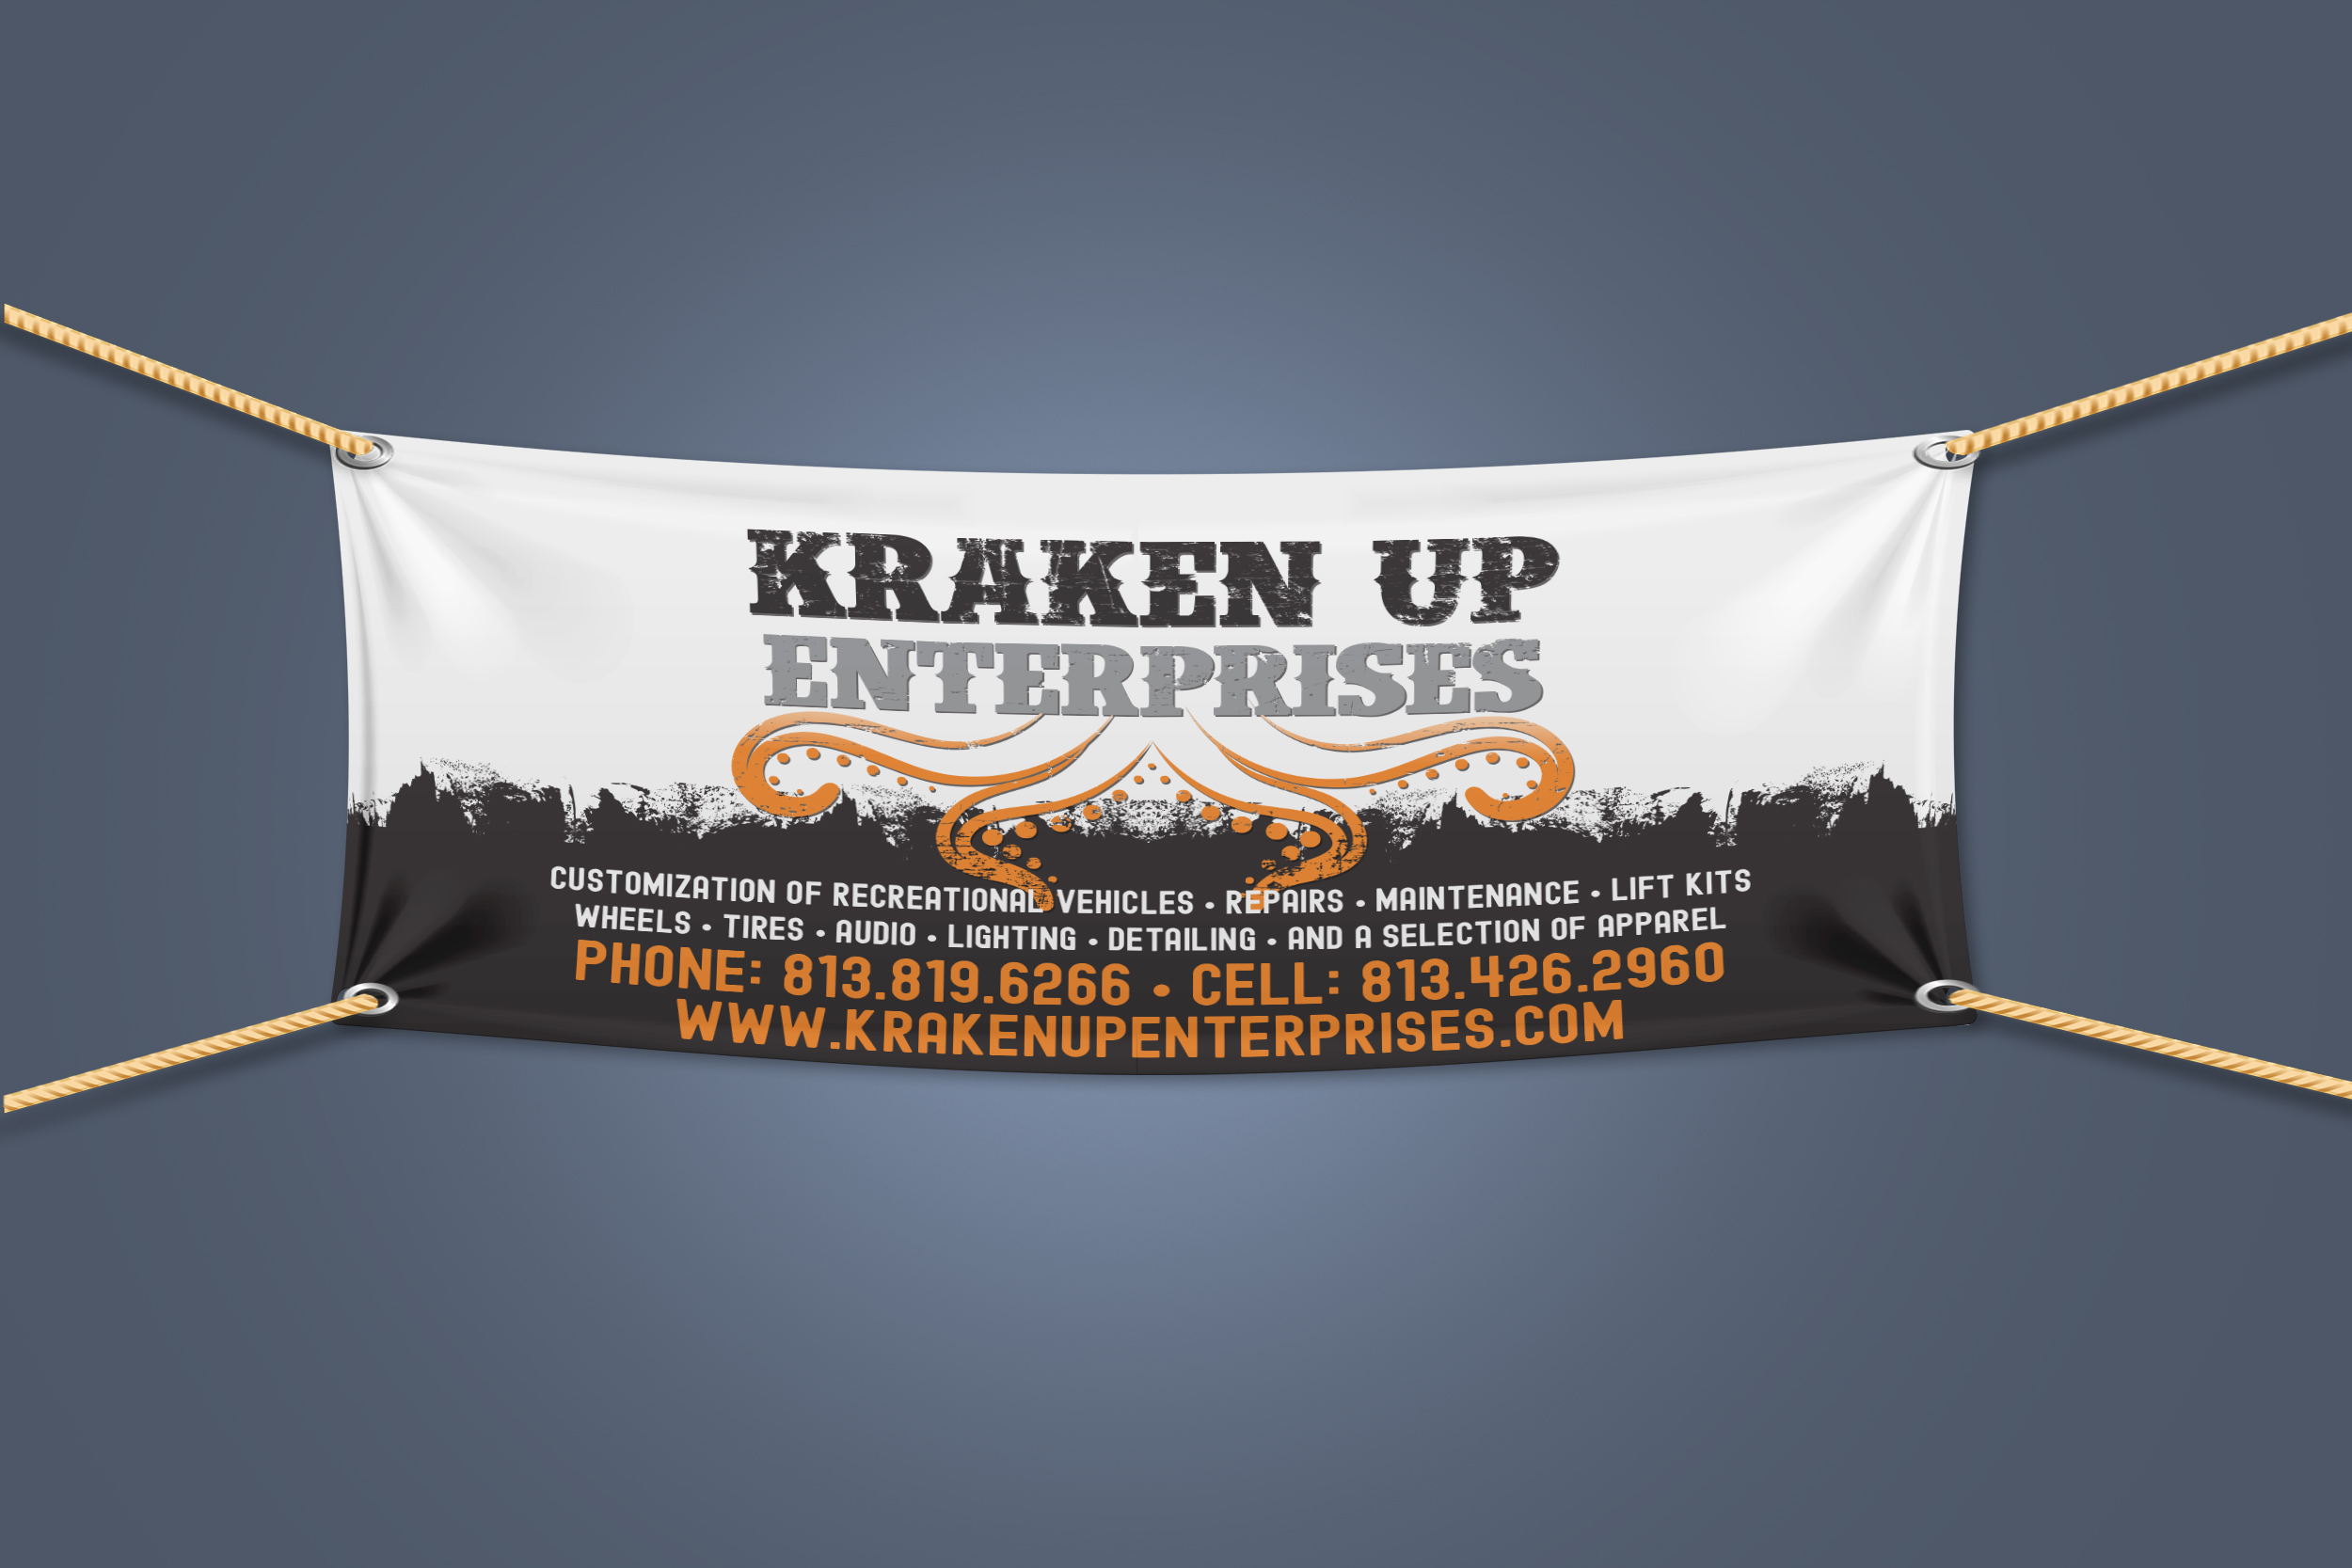 KRAKEN UP
ENTERPRISES
CUSTOMIZATION OF RECREATIONAL VEHICLES • REPAIRS • MAINTENANCE • LIFT KITS
WHEELS • TIRES • AUDIO • LIGHTING • DETAILING • AND A SELECTION OF APPAREL
PHONE: 813.819.6266 • CELL: 813.426.2960
WWW.KRAKENUPENTERPRISES.COM